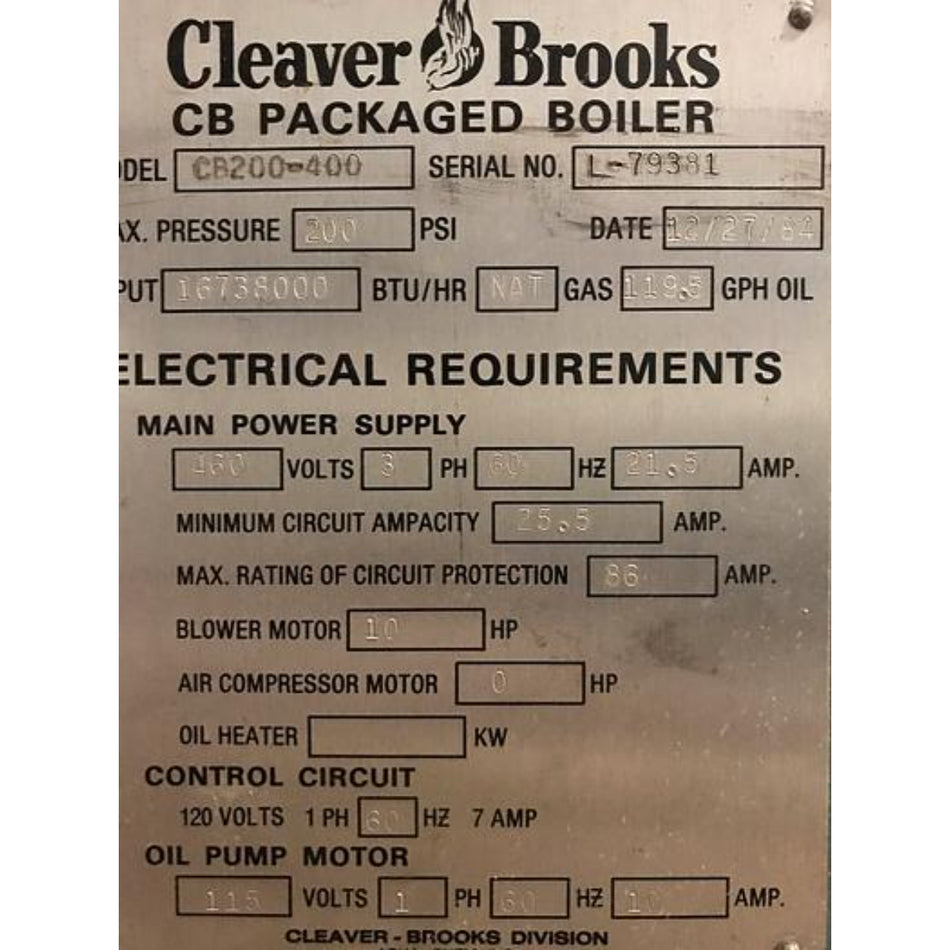 Cleaver Brooks
CB PACKAGED BOILER
ODEL CB200-400 SERIAL NO. L-79381
AX. PRESSURE 200 PSI DATE 12/27/84
PUT 16738000 BTU/HR NAT GAS 119.5 GPH OIL
ELECTRICAL REQUIREMENTS
MAIN POWER SUPPLY
460 VOLTS 3 PH 60 HZ 21.5 AMP.
MINIMUM CIRCUIT AMPACITY 25.5 AMP.
MAX. RATING OF CIRCUIT PROTECTION 86 AMP.
BLOWER MOTOR 10 HP
AIR COMPRESSOR MOTOR 0 HP
OIL HEATER KW
CONTROL CIRCUIT
120 VOLTS 1 PH 60 HZ 7 AMP
OIL PUMP MOTOR
115 VOLTS 1 PH 60 HZ 10 AMP.
CLEAVER-BROOKS DIVISION